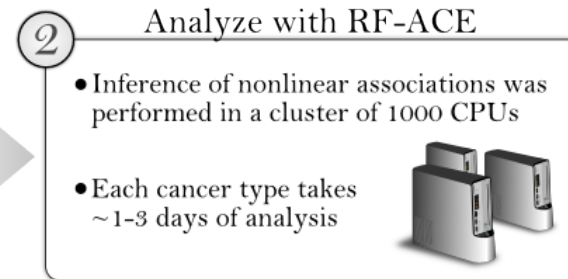 2
Analyze with RF-ACE
● Inference of nonlinear associations was
performed in a cluster of 1000 CPUs
● Each cancer type takes
~1-3 days of analysis